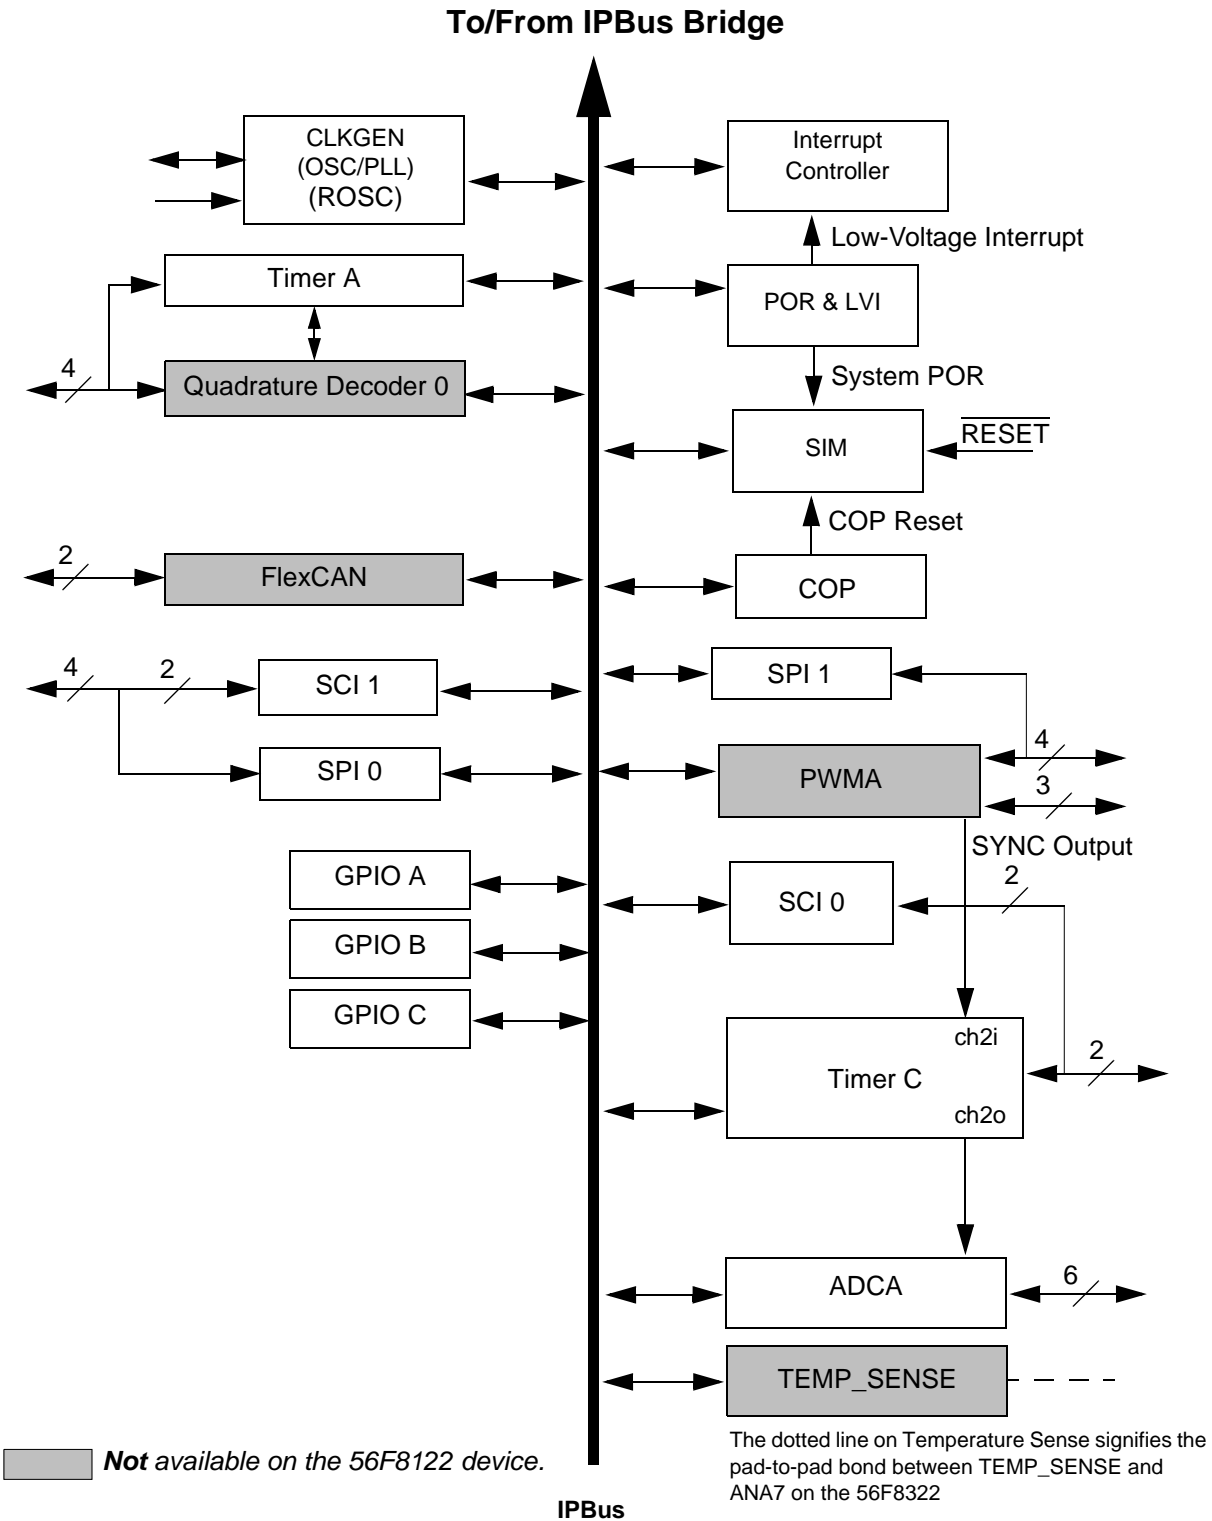 To/From IPBus Bridge
CLKGEN
(OSC/PLL)
(ROSC)
Interrupt
Controller
Low-Voltage Interrupt
Timer A
POR & LVI
4
Quadrature Decoder 0
System POR
SIM
RESET
COP Reset
2
FlexCAN
COP
4
2
SCI 1
SPI 1
SPI 0
4
PWMA
3
SYNC Output
GPIO A
2
SCI 0
GPIO B
GPIO C
ch2i
Timer C
2
ch2o
ADCA
6
TEMP_SENSE
Not available on the 56F8122 device.
The dotted line on Temperature Sense signifies the
pad-to-pad bond between TEMP_SENSE and
ANA7 on the 56F8322
IPBus